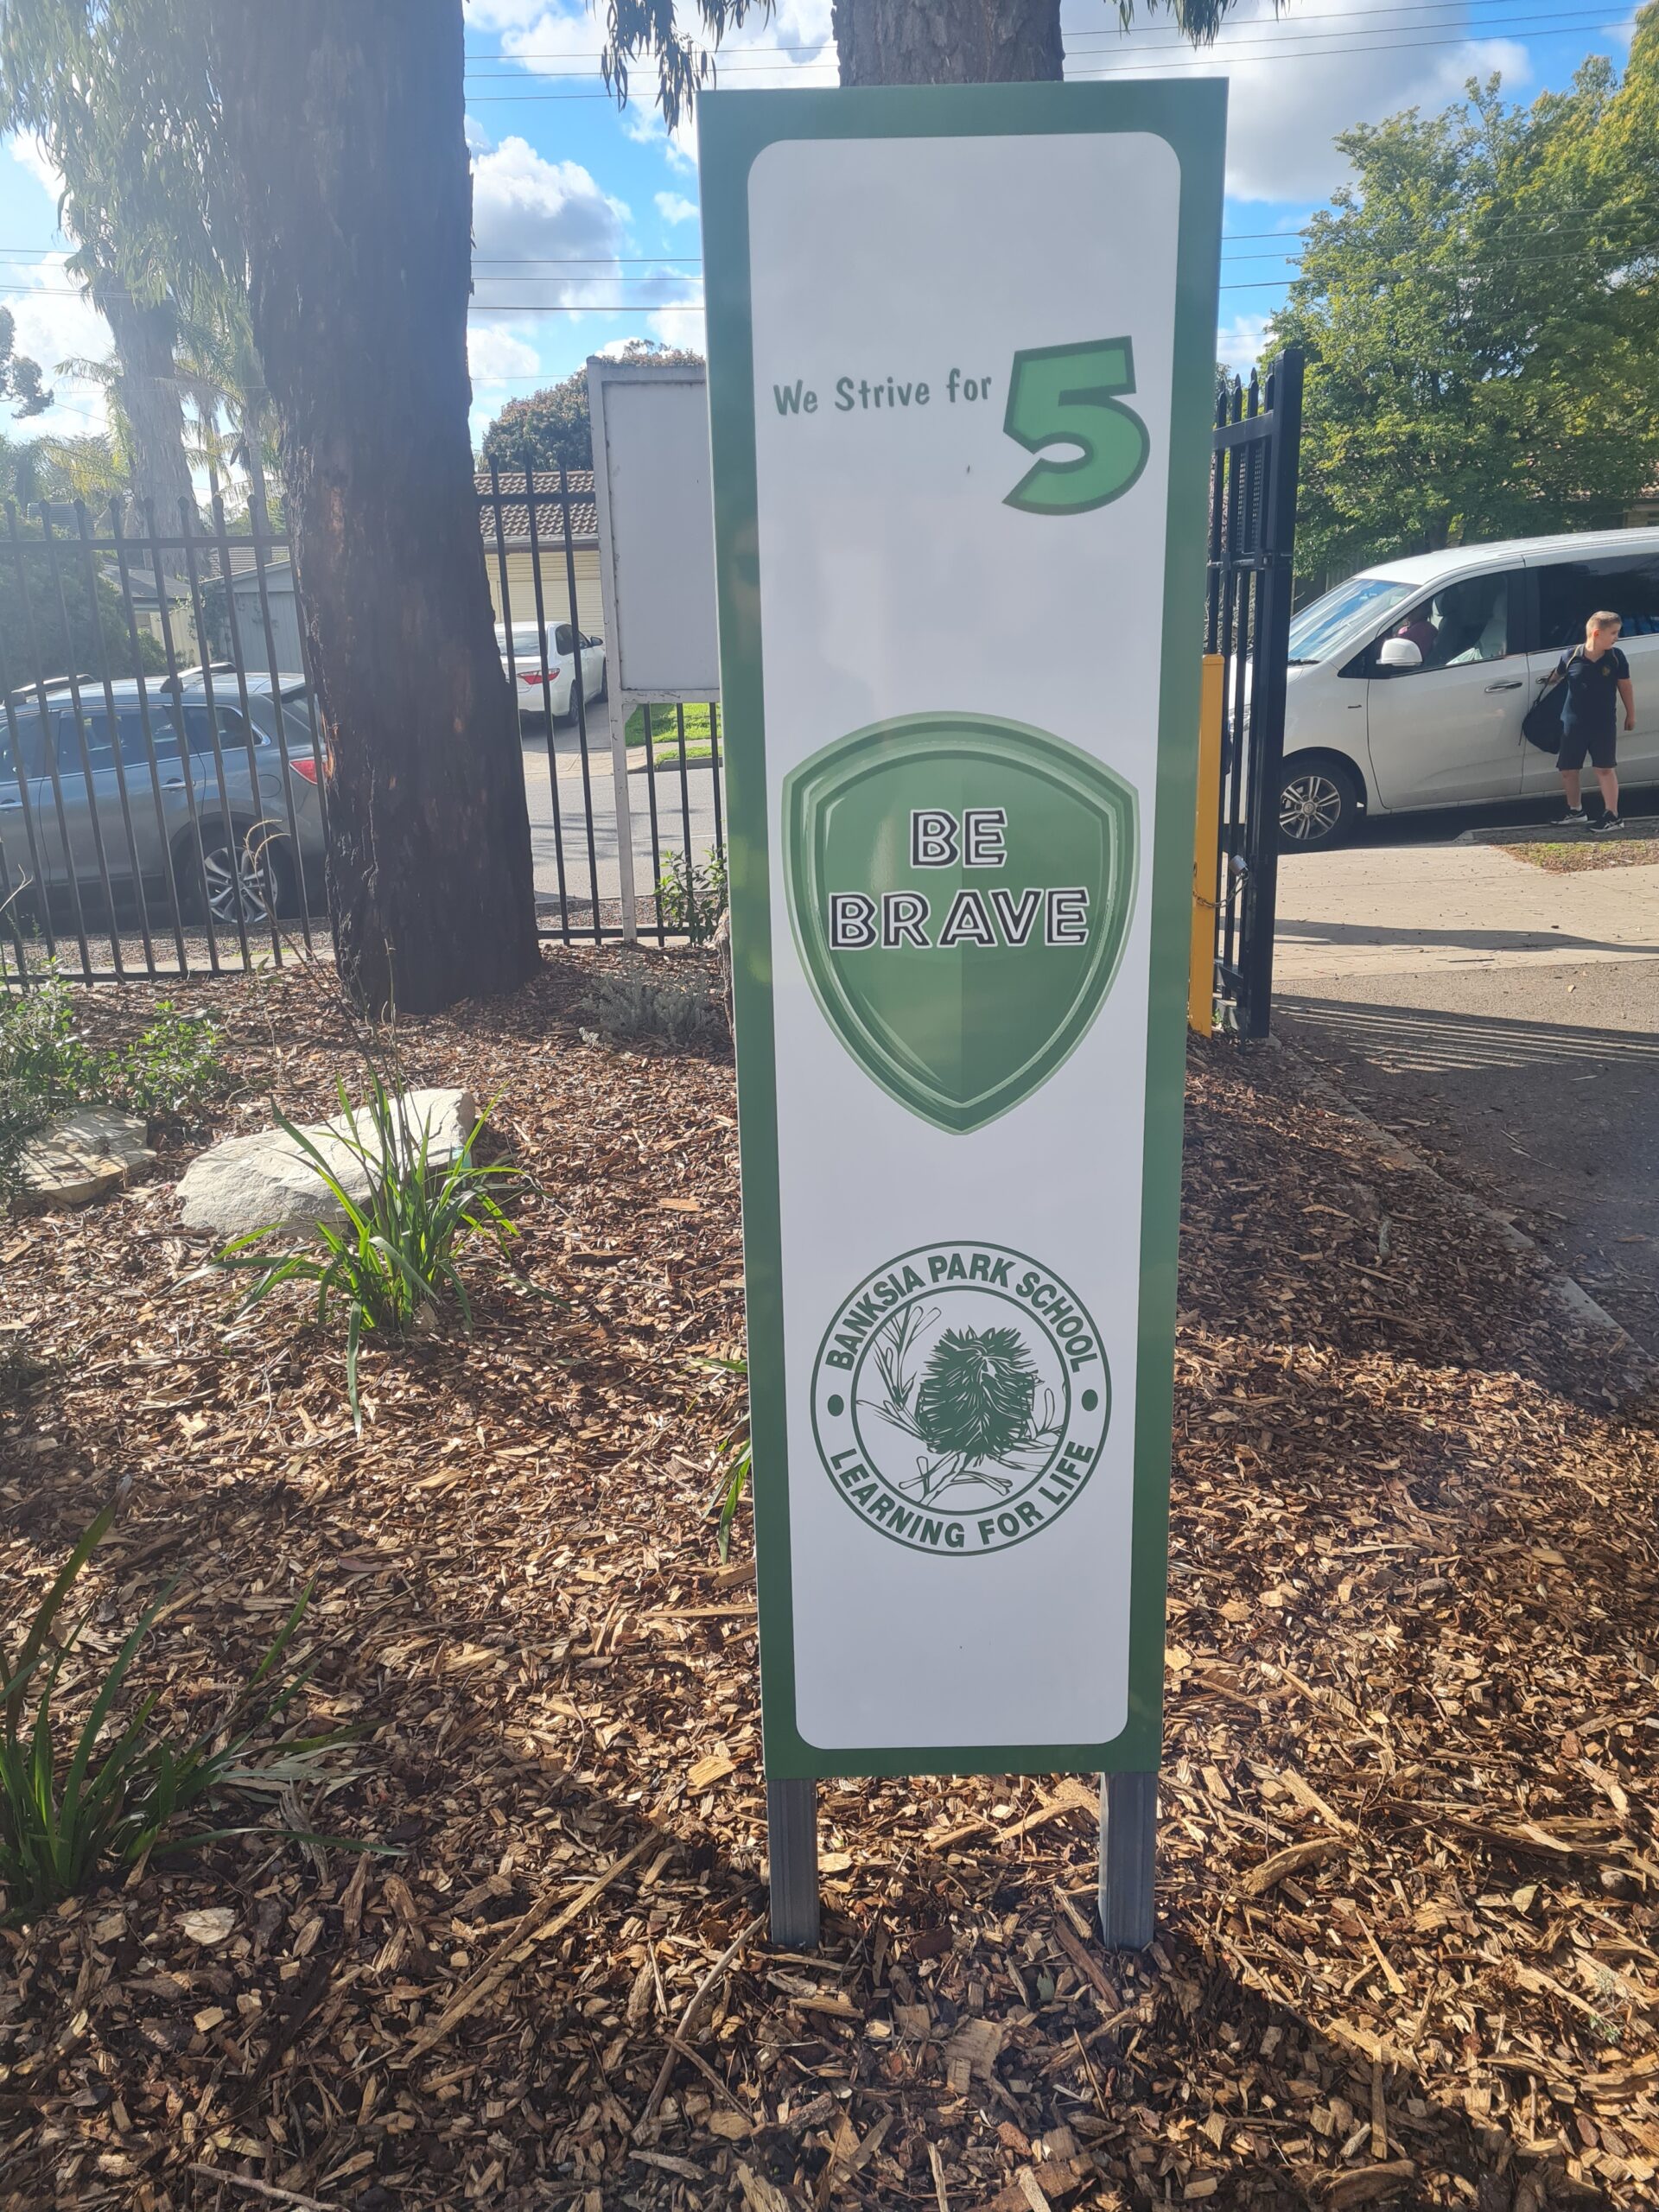 We Strive for 5
BE
BRAVE
BANKSIA PARK SCHOOL
LEARNING FOR LIFE